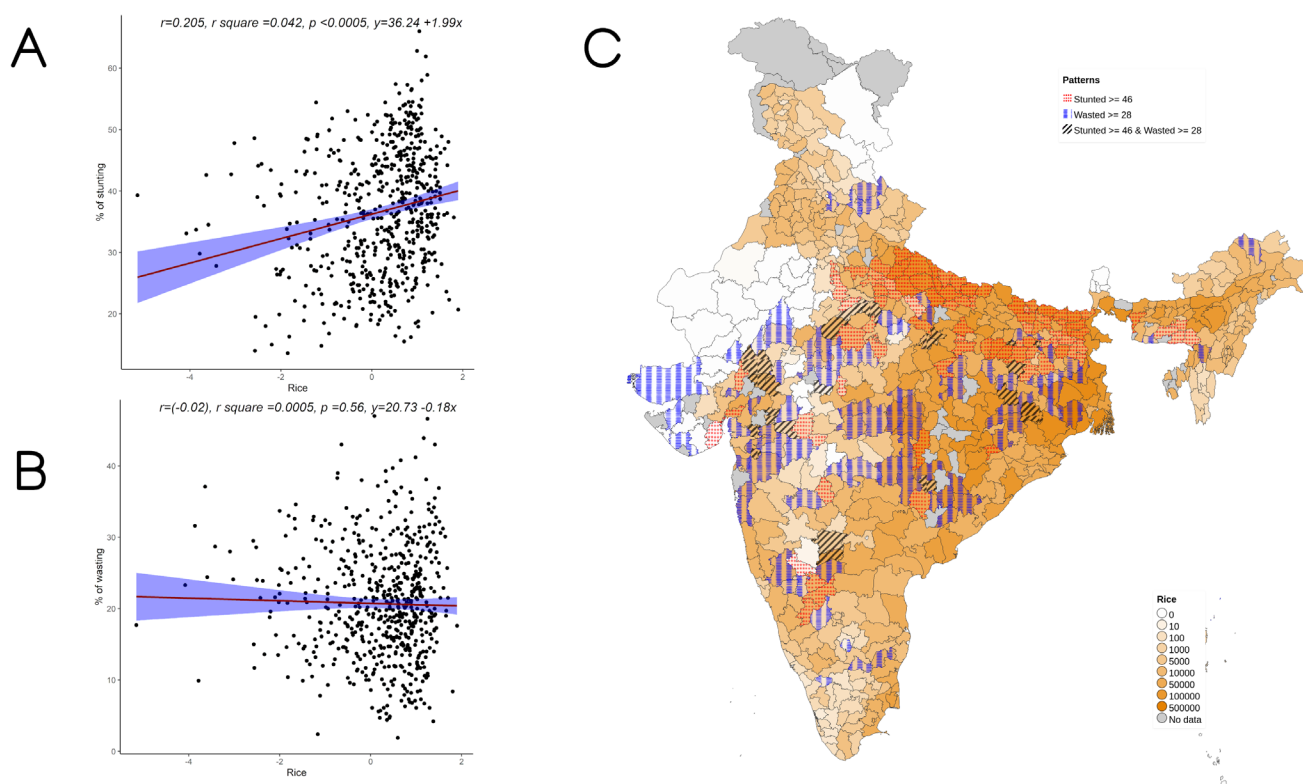 A
r=0.205, r square =0.042, p <0.0005, y=36.24 +1.99x
60
50
40
30
20
% of stunting
-4
-2
0
2
Rice
B
r=(-0.02), r square =0.0005, p =0.56, y=20.73 -0.18x
40
30
20
10
0
% of wasting
-4
-2
0
2
Rice
C
Patterns
Stunted >= 46
Wasted >= 28
Stunted >= 46 & Wasted >= 28
Rice
0
10
100
1000
5000
10000
50000
100000
500000
No data